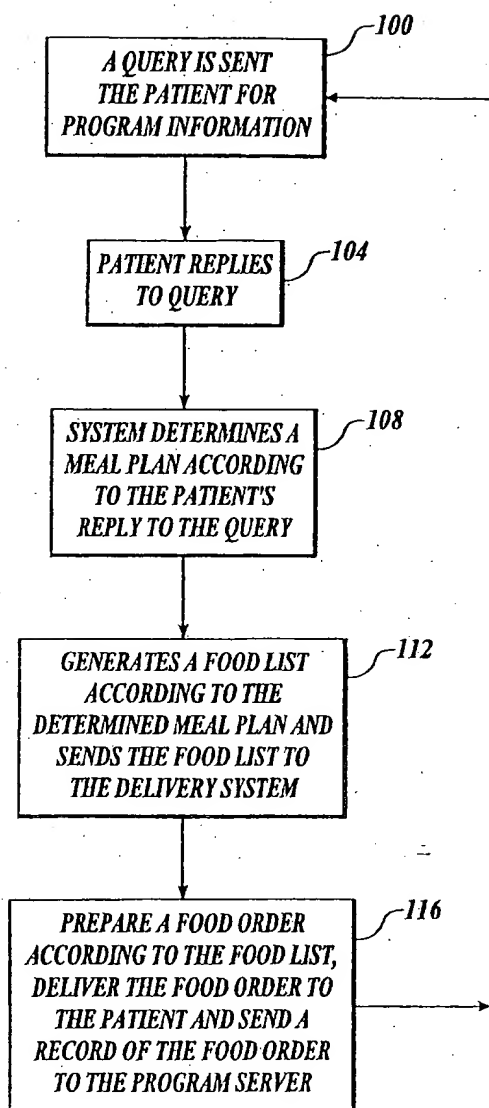 100
A QUERY IS SENT
THE PATIENT FOR
PROGRAM INFORMATION
104
PATIENT REPLIES
TO QUERY
108
SYSTEM DETERMINES A
MEAL PLAN ACCORDING
TO THE PATIENT'S
REPLY TO THE QUERY
112
GENERATES A FOOD LIST
ACCORDING TO THE
DETERMINED MEAL PLAN AND
SENDS THE FOOD LIST TO
THE DELIVERY SYSTEM
116
PREPARE A FOOD ORDER
ACCORDING TO THE FOOD LIST,
DELIVER THE FOOD ORDER TO
THE PATIENT AND SEND A
RECORD OF THE FOOD ORDER
TO THE PROGRAM SERVER